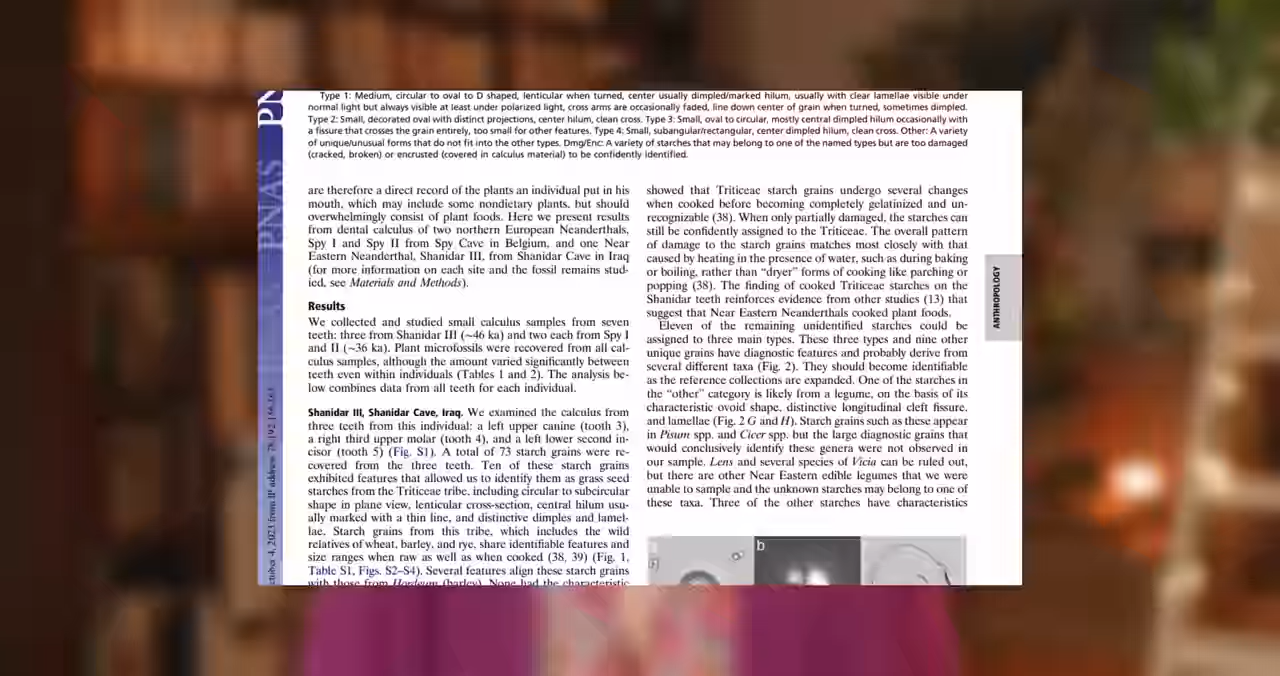 Type 1: Medium, circular to oval to D shaped, lenticular when turned, center usually dimpled/marked hilum, usually with clear lamellae visible under
normal light but always visible at least under polarized light, cross arms are occasionally faded, line down center of grain when turned, sometimes dimpled.
Type 2: Small, decorated oval with distinct projections, center hilum, clean cross. Type 3: Small, oval to circular, mostly central dimpled hilum occasionally with
a fissure that crosses the grain entirely, too small for other features. Type 4: Small, subangular/rectangular, center dimpled hilum, clean cross. Other: A variety
of unique/unusual forms that do not fit into the other types. Dmg/Enc: A variety of starches that may belong to one of the named types but are too damaged
(cracked, broken) or encrusted (covered in calculus material) to be confidently identified.
are therefore a direct record of the plants an individual put in his
mouth, which may include some nondietary plants, but should
overwhelmingly consist of plant foods. Here we present results
from dental calculus of two northern European Neanderthals,
Spy I and Spy II from Spy Cave in Belgium, and one Near
Eastern Neanderthal, Shanidar III, from Shanidar Cave in Iraq
(for more information on each site and the fossil remains stud-
ied, see Materials and Methods).
Results
We collected and studied small calculus samples from seven
teeth: three from Shanidar III (~46 ka) and two each from Spy I
and II (~36 ka). Plant microfossils were recovered from all cal-
culus samples, although the amount varied significantly between
teeth even within individuals (Tables 1 and 2). The analysis be-
low combines data from all teeth for each individual.
Shanidar III, Shanidar Cave, Iraq. We examined the calculus from
three teeth from this individual: a left upper canine (tooth 3),
a right third upper molar (tooth 4), and a left lower second in-
cisor (tooth 5) (Fig. S1). A total of 73 starch grains were re-
covered from the three teeth. Ten of these starch grains
exhibited features that allowed us to identify them as grass seed
starches from the Triticeae tribe, including circular to subcircular
shape in plane view, lenticular cross-section, central hilum usu-
ally marked with a thin line, and distinctive dimples and lamel-
lae. Starch grains from this tribe, which includes the wild
relatives of wheat, barley, and rye, share identifiable features and
size ranges when raw as well as when cooked (38, 39) (Fig. 1,
Table S1, Figs. S2–S4). Several features align these starch grains
with those from Hordeum (barley). None had the characteristic
showed that Triticeae starch grains undergo several changes
when cooked before becoming completely gelatinized and un-
recognizable (38). When only partially damaged, the starches can
still be confidently assigned to the Triticeae. The overall pattern
of damage to the starch grains matches most closely with that
caused by heating in the presence of water, such as during baking
or boiling, rather than “dryer” forms of cooking like parching or
popping (38). The finding of cooked Triticeae starches on the
Shanidar teeth reinforces evidence from other studies (13) that
suggest that Near Eastern Neanderthals cooked plant foods.
Eleven of the remaining unidentified starches could be
assigned to three main types. These three types and nine other
unique grains have diagnostic features and probably derive from
several different taxa (Fig. 2). They should become identifiable
as the reference collections are expanded. One of the starches in
the “other” category is likely from a legume, on the basis of its
characteristic ovoid shape, distinctive longitudinal cleft fissure,
and lamellae (Fig. 2 G and H). Starch grains such as these appear
in Pisum spp. and Cicer spp. but the large diagnostic grains that
would conclusively identify these genera were not observed in
our sample. Lens and several species of Vicia can be ruled out,
but there are other Near Eastern edible legumes that we were
unable to sample and the unknown starches may belong to one of
these taxa. Three of the other starches have characteristics
b
ANTHROPOLOGY
PNAS
PN